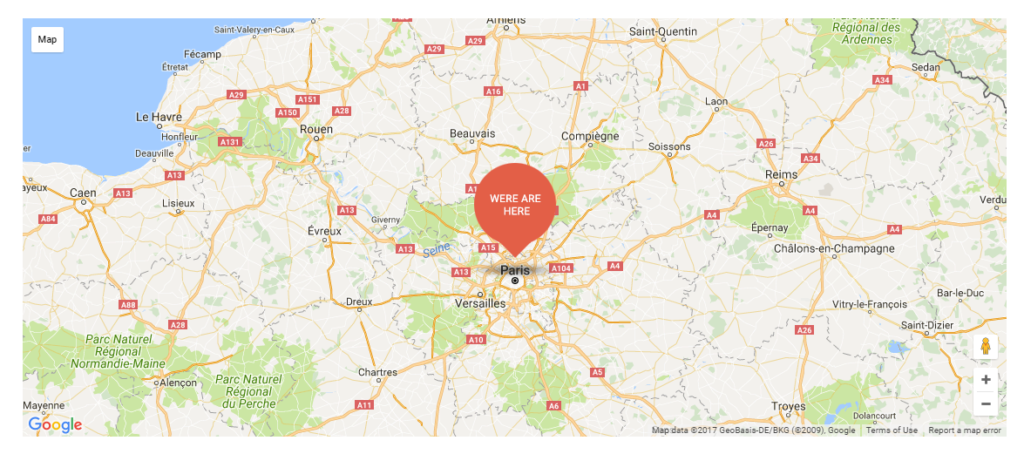 Amiens
Saint-Valery-en-Caux
Saint-Quentin
Régional des
Ardennes
Map
A29
A29
Fécamp
Étretat
Sedan
A34
A16
A1
A29
A151
A28
A150
Laon
Le Havre
Rouen
Honfleur
A131
Beauvais
Compiègne
Soissons
A26
A34
Deauville
A13
Reims
Caen
A13
Lisieux
WERE ARE
HERE
Verdu
A84
A13
Giverny
A4
A4
Évreux
Épernay
A4
A13
Seine
A15
Châlons-en-Champagne
A13
Paris
A104
A4
Versailles
Dreux
Bar-le-Duc
A88
Vitry-le-François
A28
Saint-Dizier
A26
Parc Naturel
Régional
Normandie-Maine
A10
Chartres
A5
Alençon
Parc Naturel
Régional
du Perche
+
Mayenne
A11
A6
Troyes
−
Dolancourt
Google
Map data ©2017 GeoBasis-DE/BKG (©2009), Google
Terms of Use
Report a map error